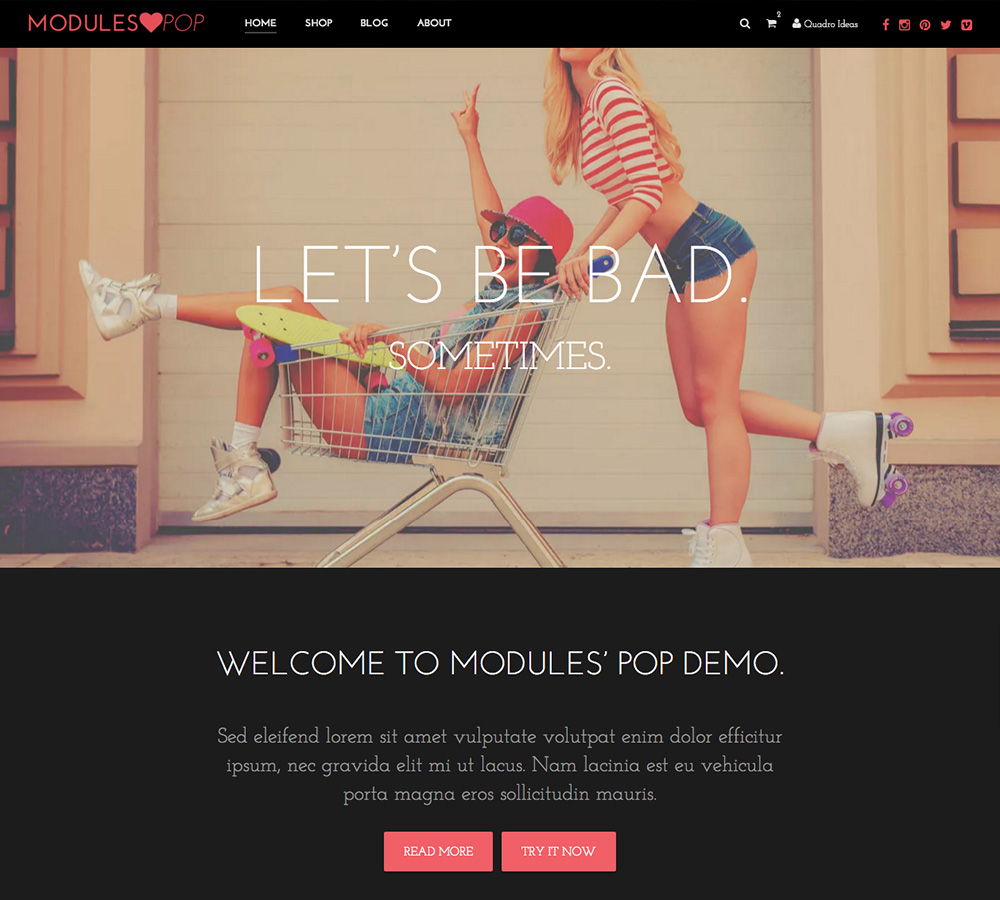 MODULES POP
HOME SHOP BLOG ABOUT
2
Quadro Ideas
LET'S BE BAD.
SOMETIMES.
WELCOME TO MODULES' POP DEMO.
Sed eleifend lorem sit amet vulputate volutpat enim dolor efficitur
ipsum, nec gravida elit mi ut lacus. Nam lacinia est eu vehicula
porta magna eros sollicitudin mauris.
READ MORE TRY IT NOW